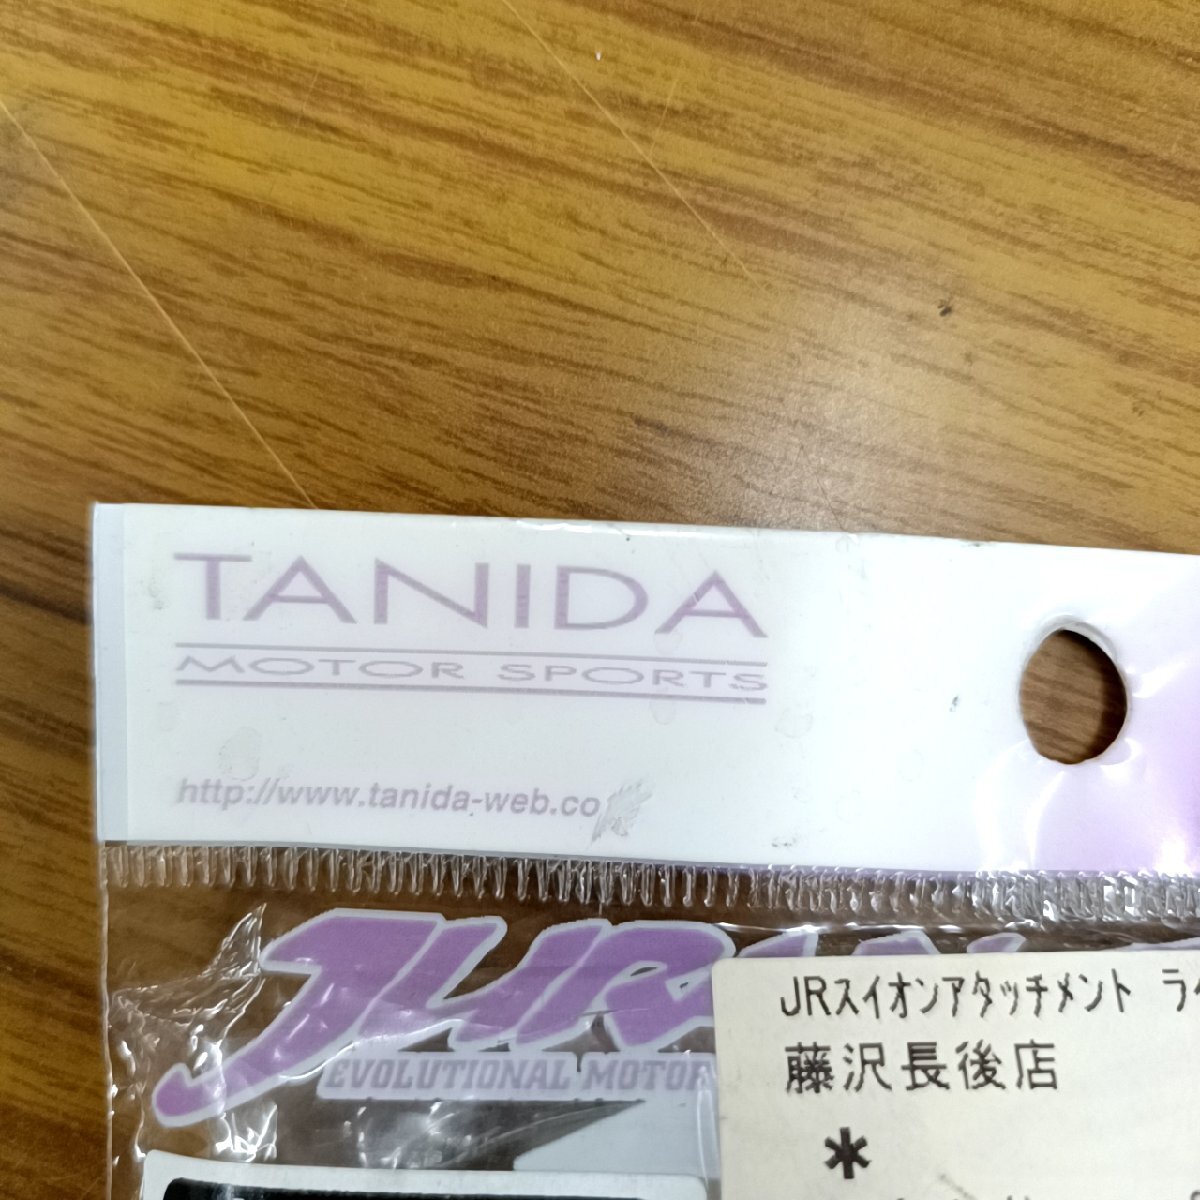 TANIDA
MOTOR SPORTS
http://www.tanida-web.co
EVOLUTIONAL MOTOR
JRスイオンアタッチメント
藤沢長後店
*